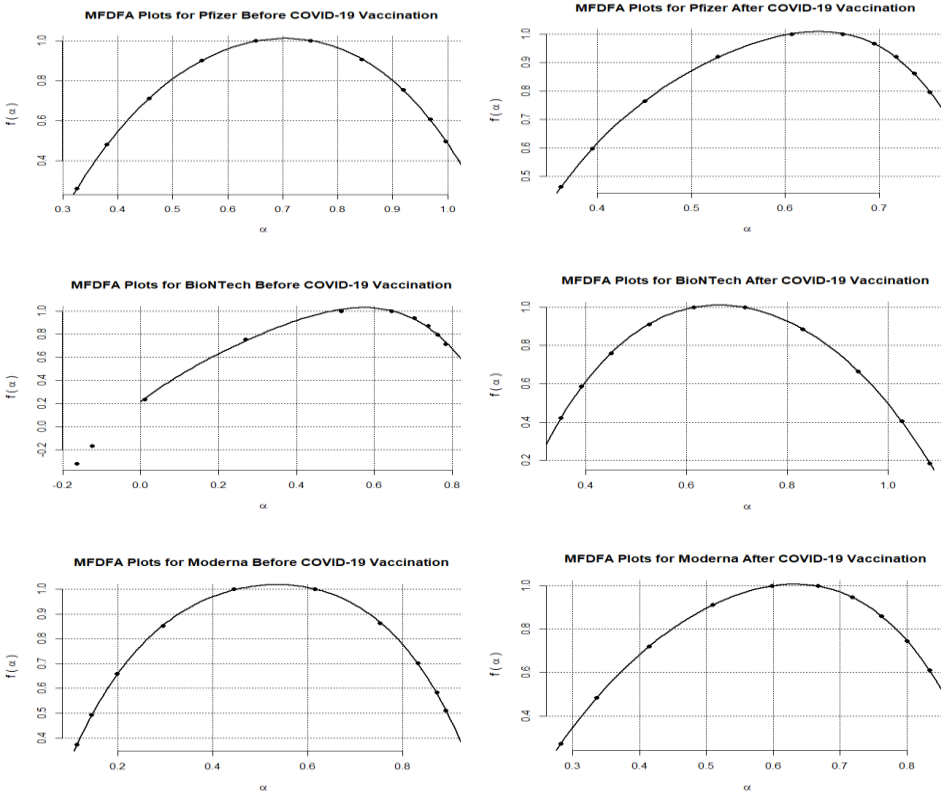 MFDFA Plots for Pfizer Before COVID-19 Vaccination
f(α)
0.4 0.6 0.8 1.0
0.3 0.4 0.5 0.6 0.7 0.8 0.9 1.0
α
MFDFA Plots for Pfizer After COVID-19 Vaccination
f(α)
0.5 0.6 0.7 0.8 0.9 1.0
0.4 0.5 0.6 0.7
α
MFDFA Plots for BioNTech Before COVID-19 Vaccination
f(α)
-0.2 0.0 0.2 0.4 0.6 0.8 1.0
-0.2 0.0 0.2 0.4 0.6 0.8
α
MFDFA Plots for BioNTech After COVID-19 Vaccination
f(α)
0.2 0.4 0.6 0.8 1.0
0.4 0.6 0.8 1.0
α
MFDFA Plots for Moderna Before COVID-19 Vaccination
f(α)
0.4 0.5 0.6 0.7 0.8 0.9 1.0
0.2 0.4 0.6 0.8
α
MFDFA Plots for Moderna After COVID-19 Vaccination
f(α)
0.4 0.6 0.8 1.0
0.3 0.4 0.5 0.6 0.7 0.8
α